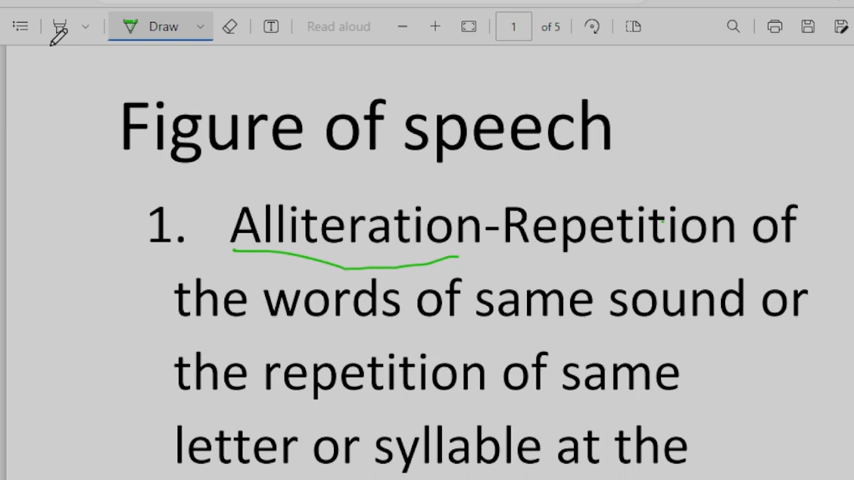 Draw
Read aloud
1
of 5
Figure of speech
1. Alliteration-Repetition of
the words of same sound or
the repetition of same
letter or syllable at the